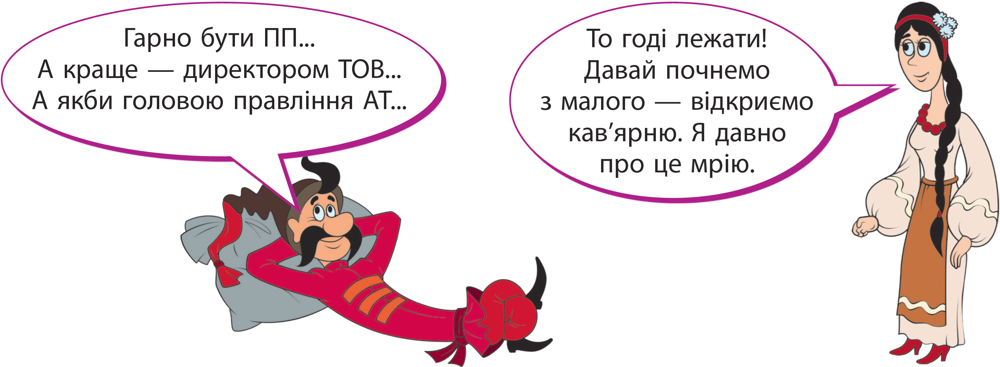 Гарно бути ПП...
А краще — директором ТОВ...
А якби головою правління АТ...
То годі лежати!
Давай почнемо
з малого — відкриємо
кав’ярню. Я давно
про це мрію.